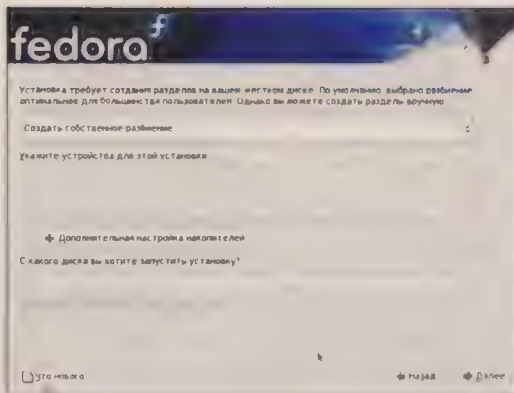 fedora
Установка требует создания разделов на вашем жестком диске. По умолчанию, выбрано разбиение
оптимальное для большинства пользователей. Однако вы можете создать разделы вручную
Создать собственное разбиение
Укажите устройства для этой установки
Дополнительная настройка накопителей
С какого диска вы хотите запустить установку?
Что нового
Назад Далее